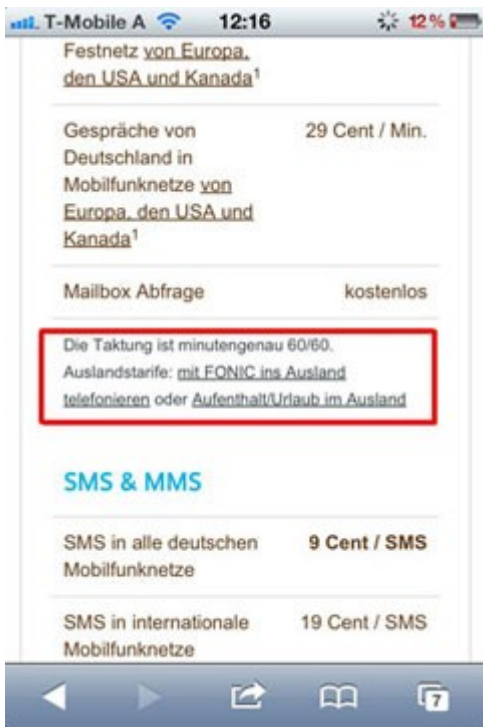 T-Mobile A 12:16 12%
Festnetz von Europa,
den USA und Kanada¹
Gespräche von 29 Cent / Min.
Deutschland in
Mobilfunknetze von
Europa, den USA und
Kanada¹
Mailbox Abfrage kostenlos
Die Taktung ist minutengenau 60/60.
Auslandstarife: mit FONIC ins Ausland
telefonieren oder Aufenthalt/Urlaub im Ausland
SMS & MMS
SMS in alle deutschen 9 Cent / SMS
Mobilfunknetze
SMS in internationale 19 Cent / SMS
Mobilfunknetze
7